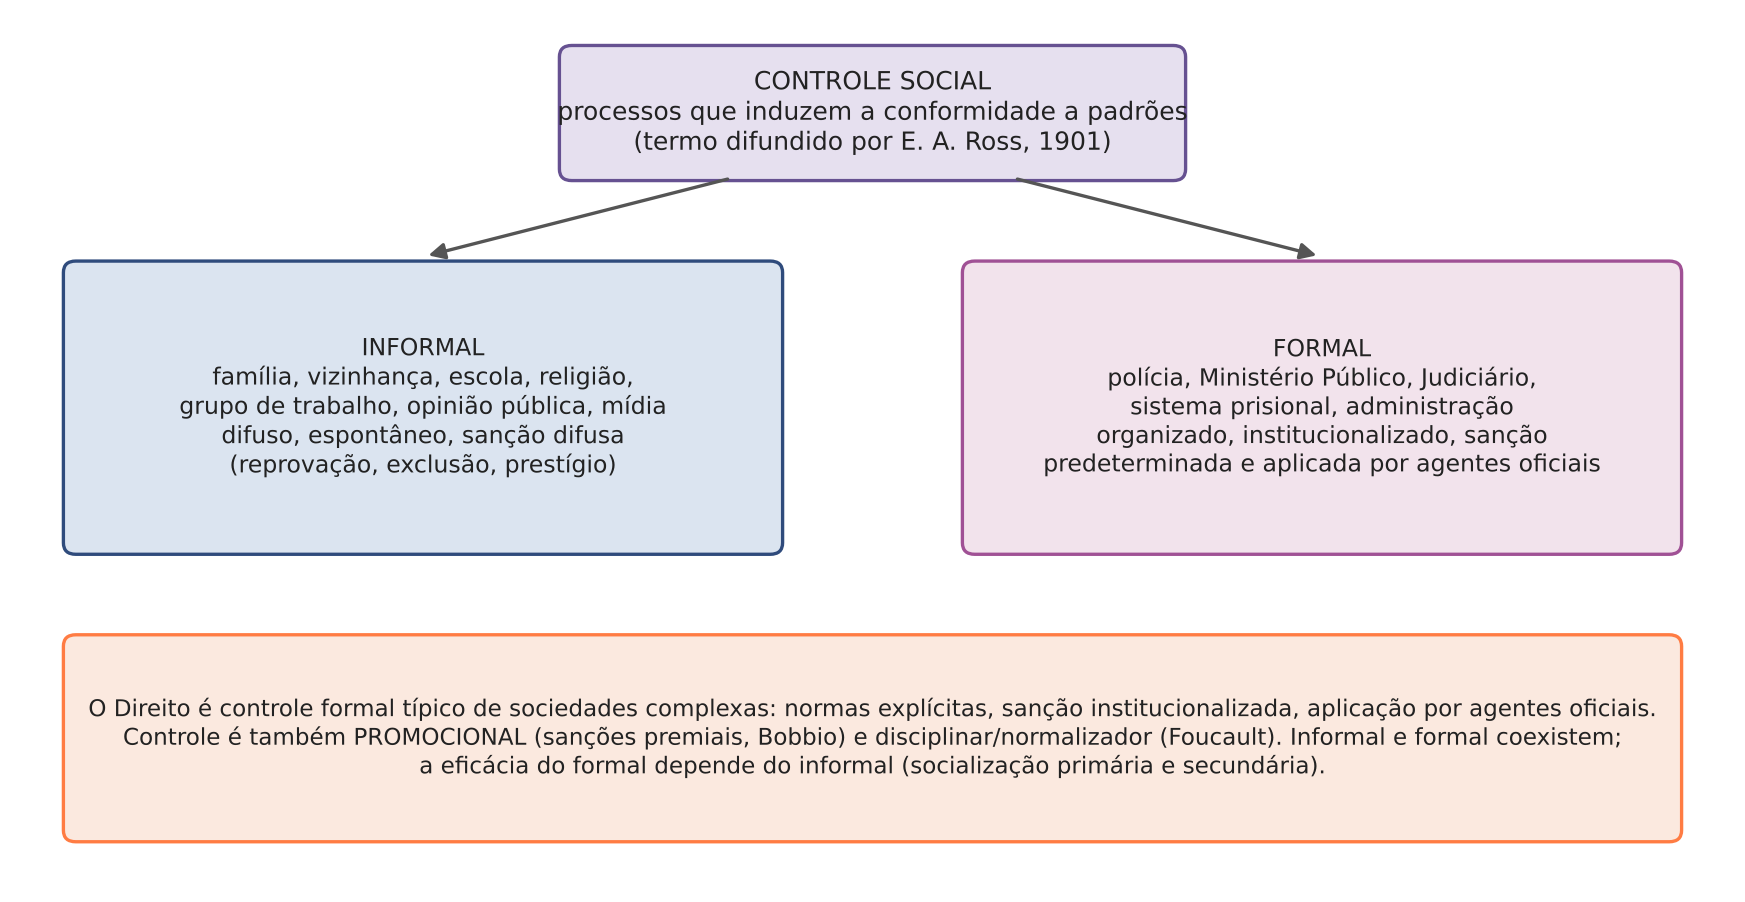 CONTROLE SOCIAL
processos que induzem a conformidade a padrões
(termo difundido por E. A. Ross, 1901)
INFORMAL
família, vizinhança, escola, religião,
grupo de trabalho, opinião pública, mídia
difuso, espontâneo, sanção difusa
(reprovação, exclusão, prestígio)
FORMAL
polícia, Ministério Público, Judiciário,
sistema prisional, administração
organizado, institucionalizado, sanção
predeterminada e aplicada por agentes oficiais
O Direito é controle formal típico de sociedades complexas: normas explícitas, sanção institucionalizada, aplicação por agentes oficiais.
Controle é também PROMOCIONAL (sanções premiais, Bobbio) e disciplinar/normalizador (Foucault). Informal e formal coexistem;
a eficácia do formal depende do informal (socialização primária e secundária).